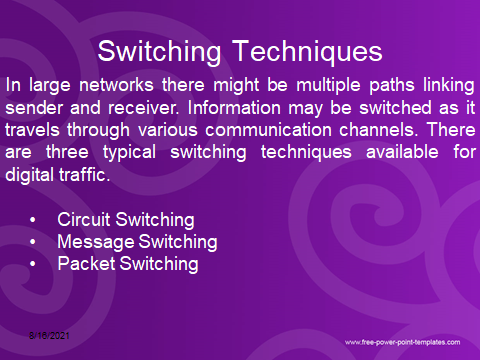 Switching Techniques
In large networks there might be multiple paths linking
sender and receiver. Information may be switched as it
travels through various communication channels. There
are three typical switching techniques available for
digital traffic.
• Circuit Switching
• Message Switching
• Packet Switching
8/16/2021
www.free-power-point-templates.com